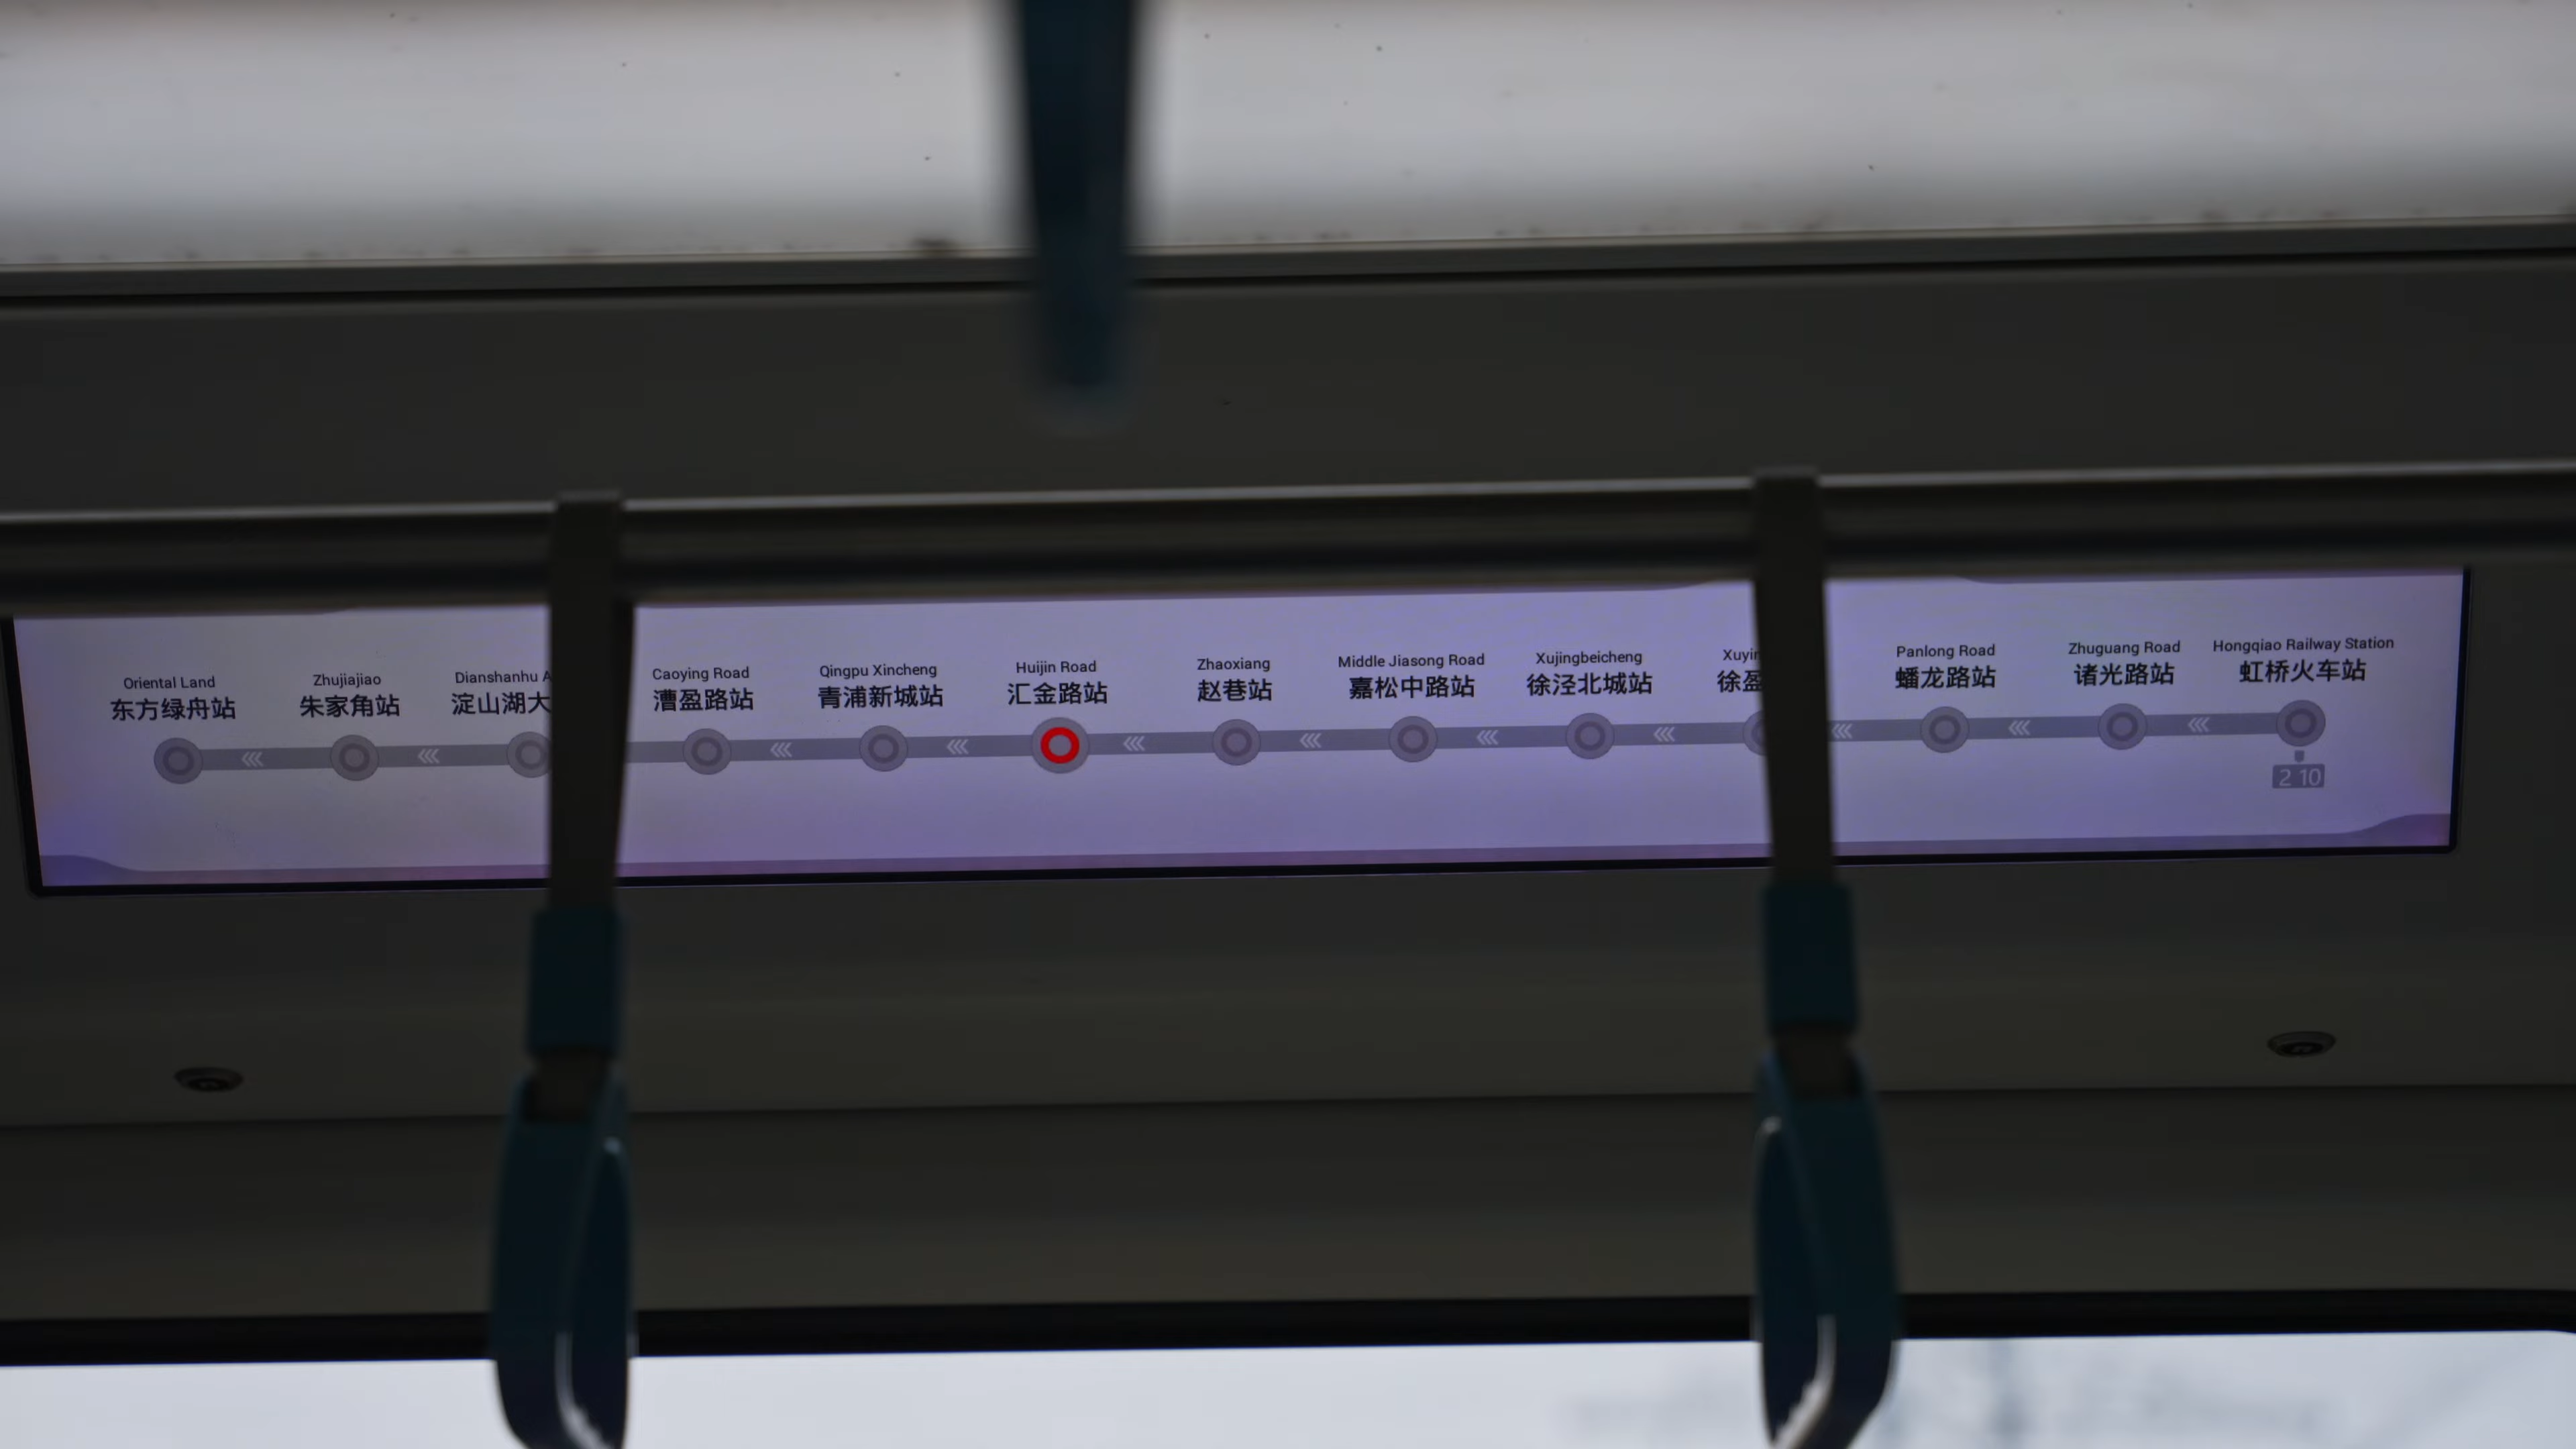 Oriental Land
东方绿舟站
Zhujiajiao
朱家角站
Dianshanhu
淀山湖大
Caoying Road
漕盈路站
Qingpu Xincheng
青浦新城站
Huijin Road
汇金路站
Zhaoxiang
赵巷站
Middle Jiasong Road
嘉松中路站
Xujingbeicheng
徐泾北城站
徐盈
Panlong Road
蟠龙路站
Zhuguang Road
诸光路站
Hongqiao Railway Station
虹桥火车站
2 10